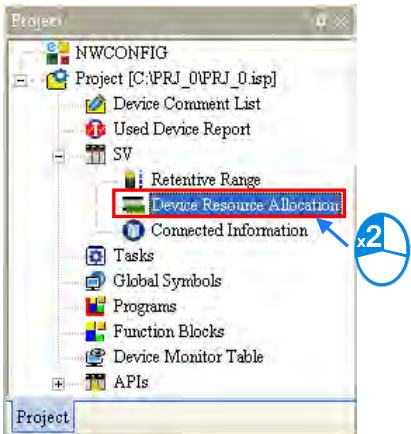 Project
NWCONFIG
Project [C:\PRJ_0\PRJ_0.isp]
Device Comment List
Used Device Report
SV
Retentive Range
Device Resource Allocation
Connected Information
x2
Tasks
Global Symbols
Programs
Function Blocks
Device Monitor Table
APIs
Project